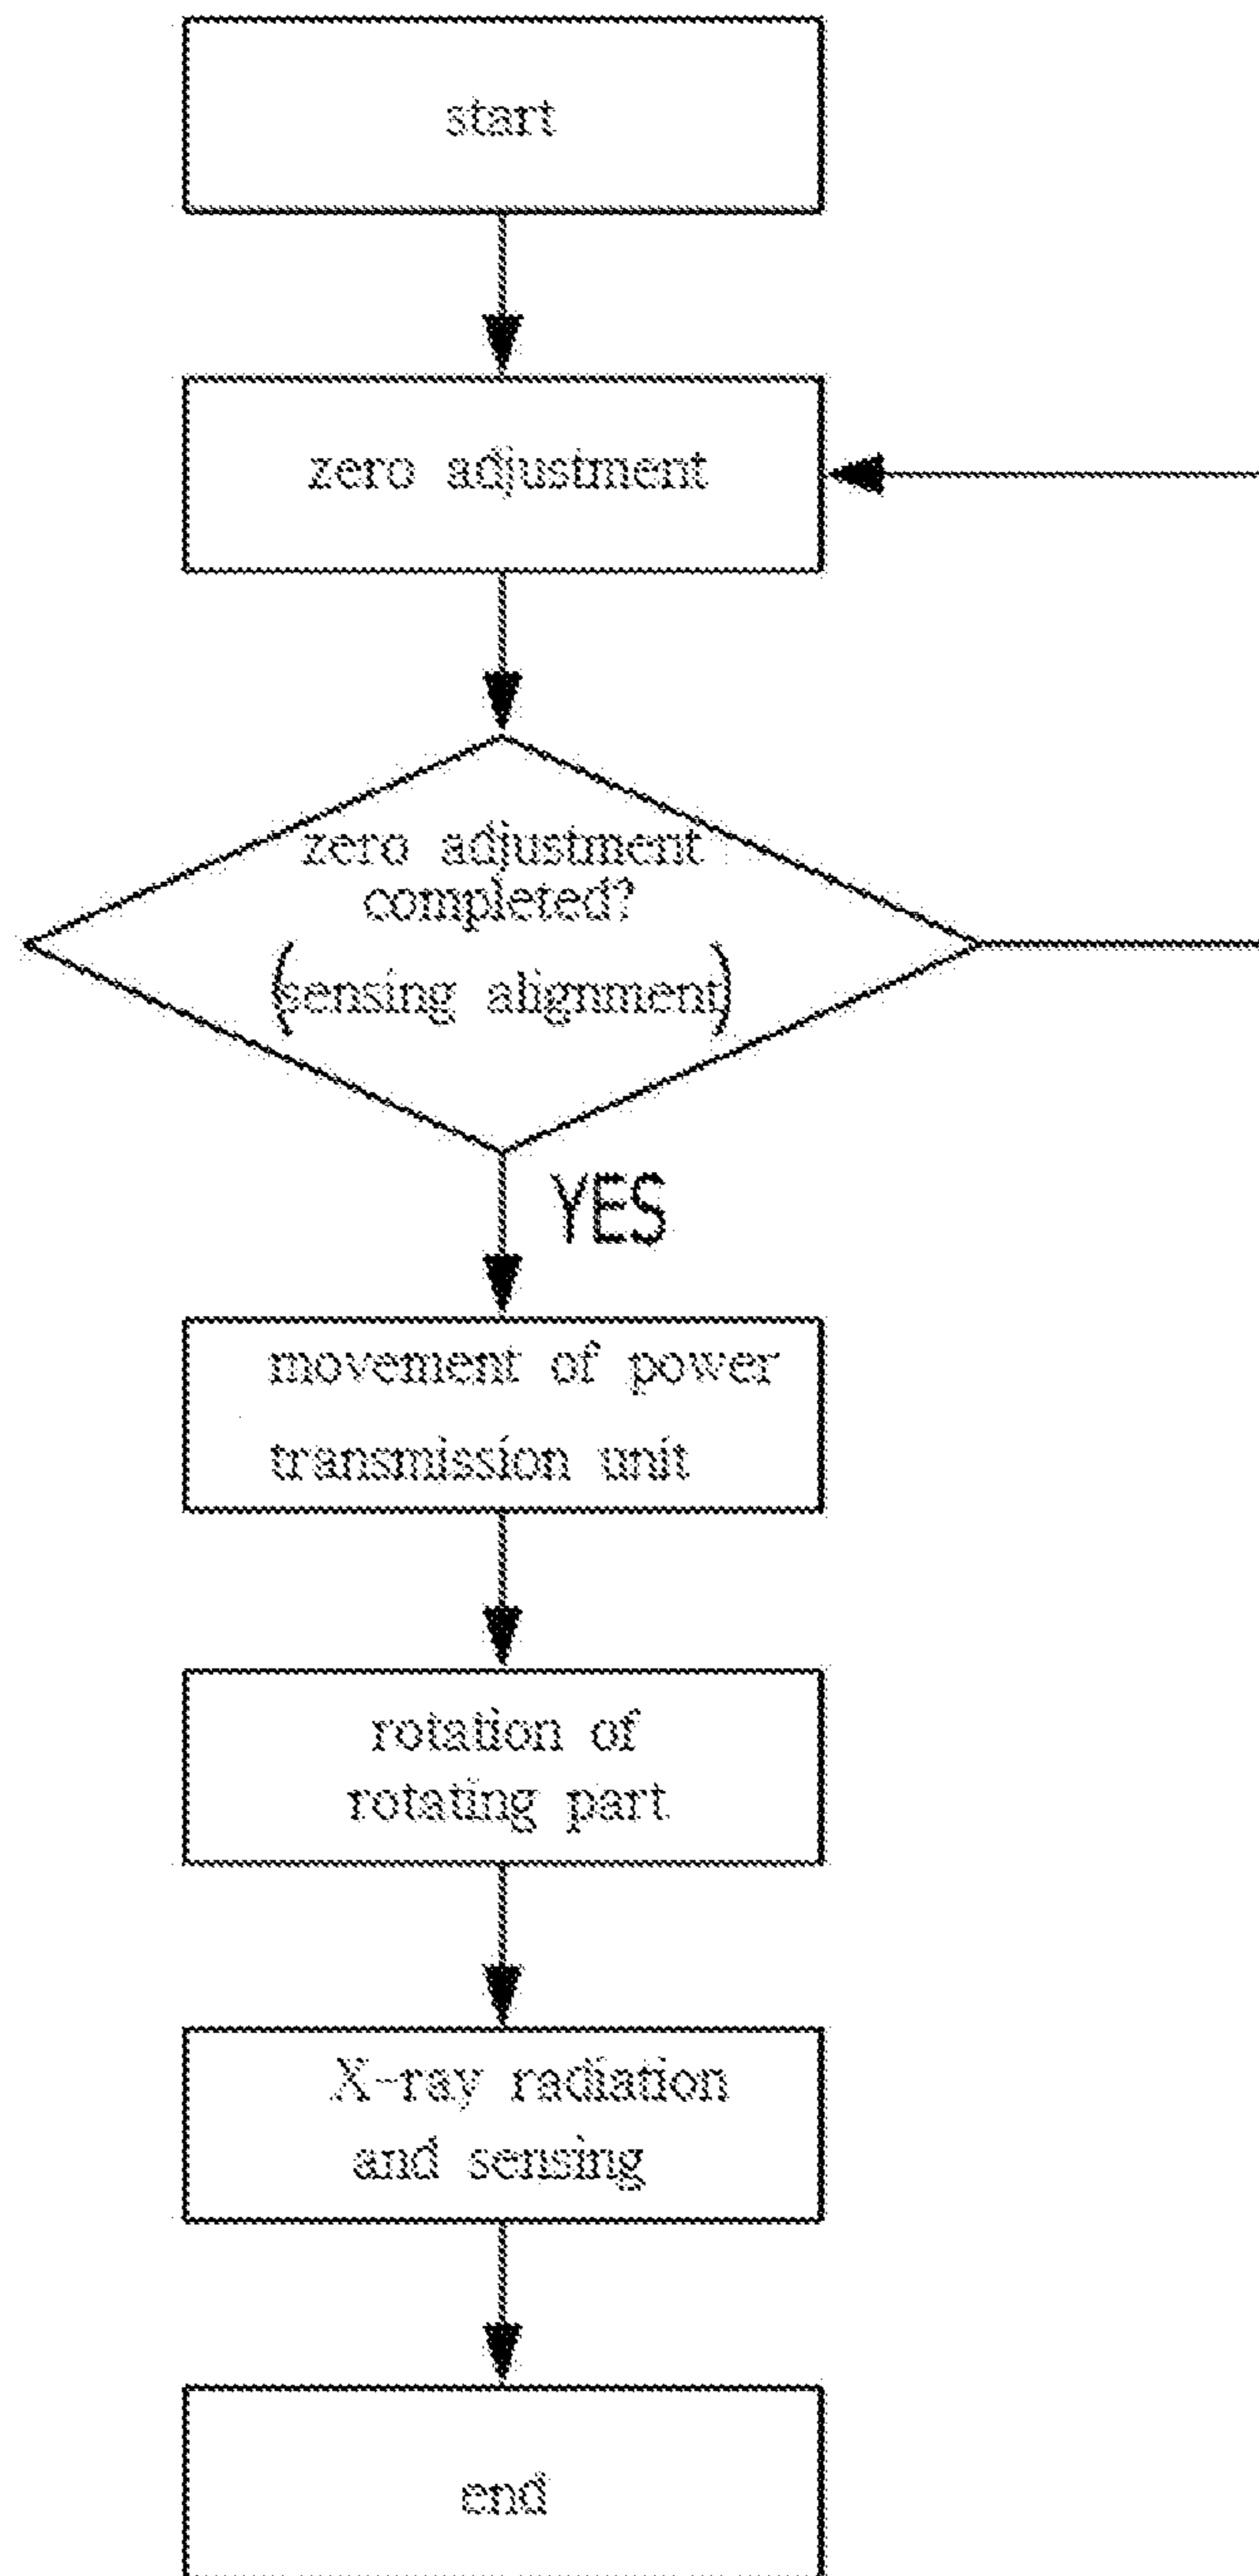 start
zero adjustment
zero adjustment
completed?
(sensing alignment)
YES
movement of power
transmission unit
rotation of
rotating part
X-ray radiation
and sensing
end